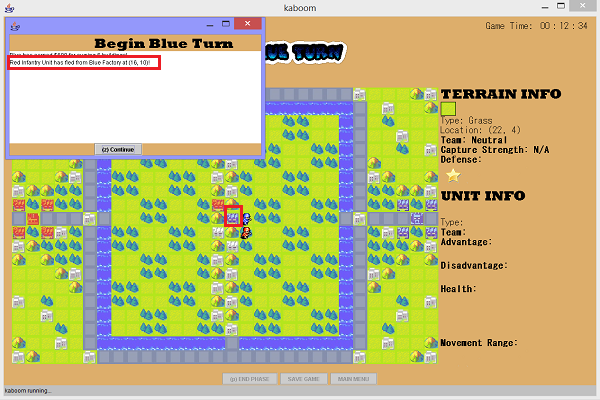 kaboom
Game Time: 00:12:34
Begin Blue Turn
BLUE TURN
Red Infantry Unit has fled from Blue Factory at (16, 10)!
(z) Continue
TERRAIN INFO
Type: Grass
Location: (22, 4)
Team: Neutral
Capture Strength: N/A
Defense:
UNIT INFO
Type:
Team:
Advantage:
Disadvantage:
Health:
Movement Range:
(p) END PHASE
SAVE GAME
MAIN MENU
kaboom running...